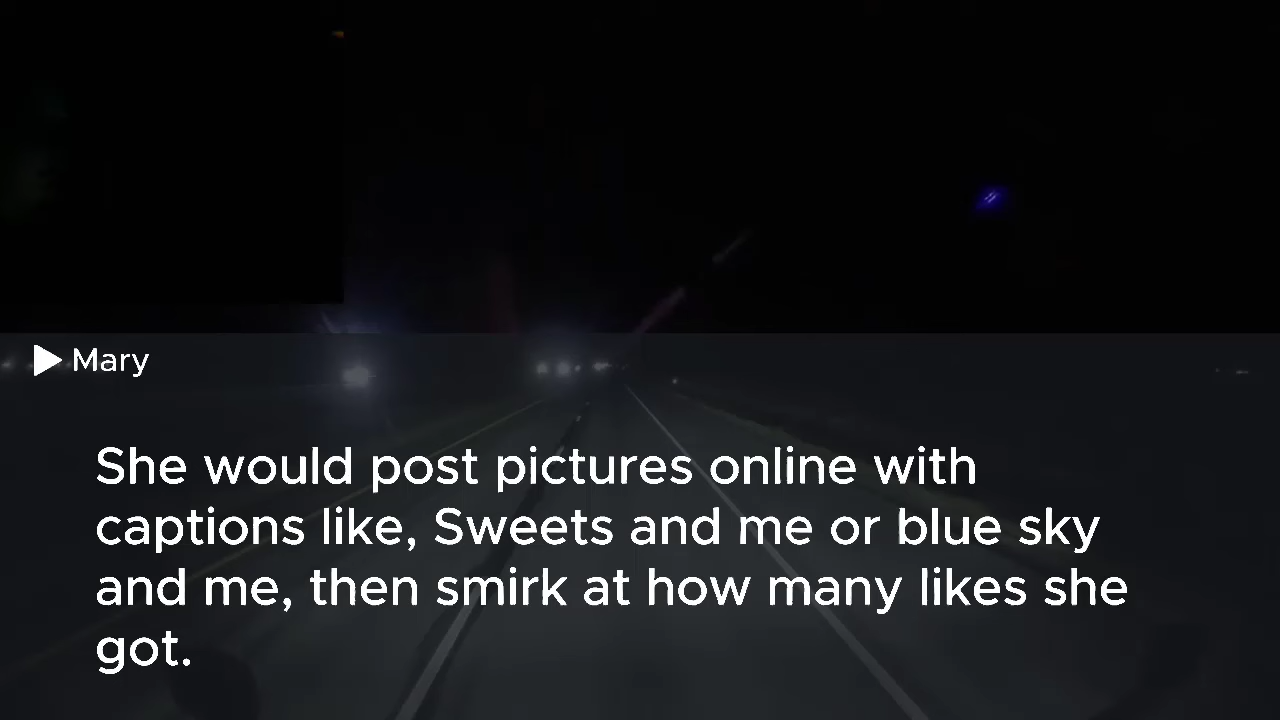 Mary
She would post pictures online with
captions like, Sweets and me or blue sky
and me, then smirk at how many likes she
got.